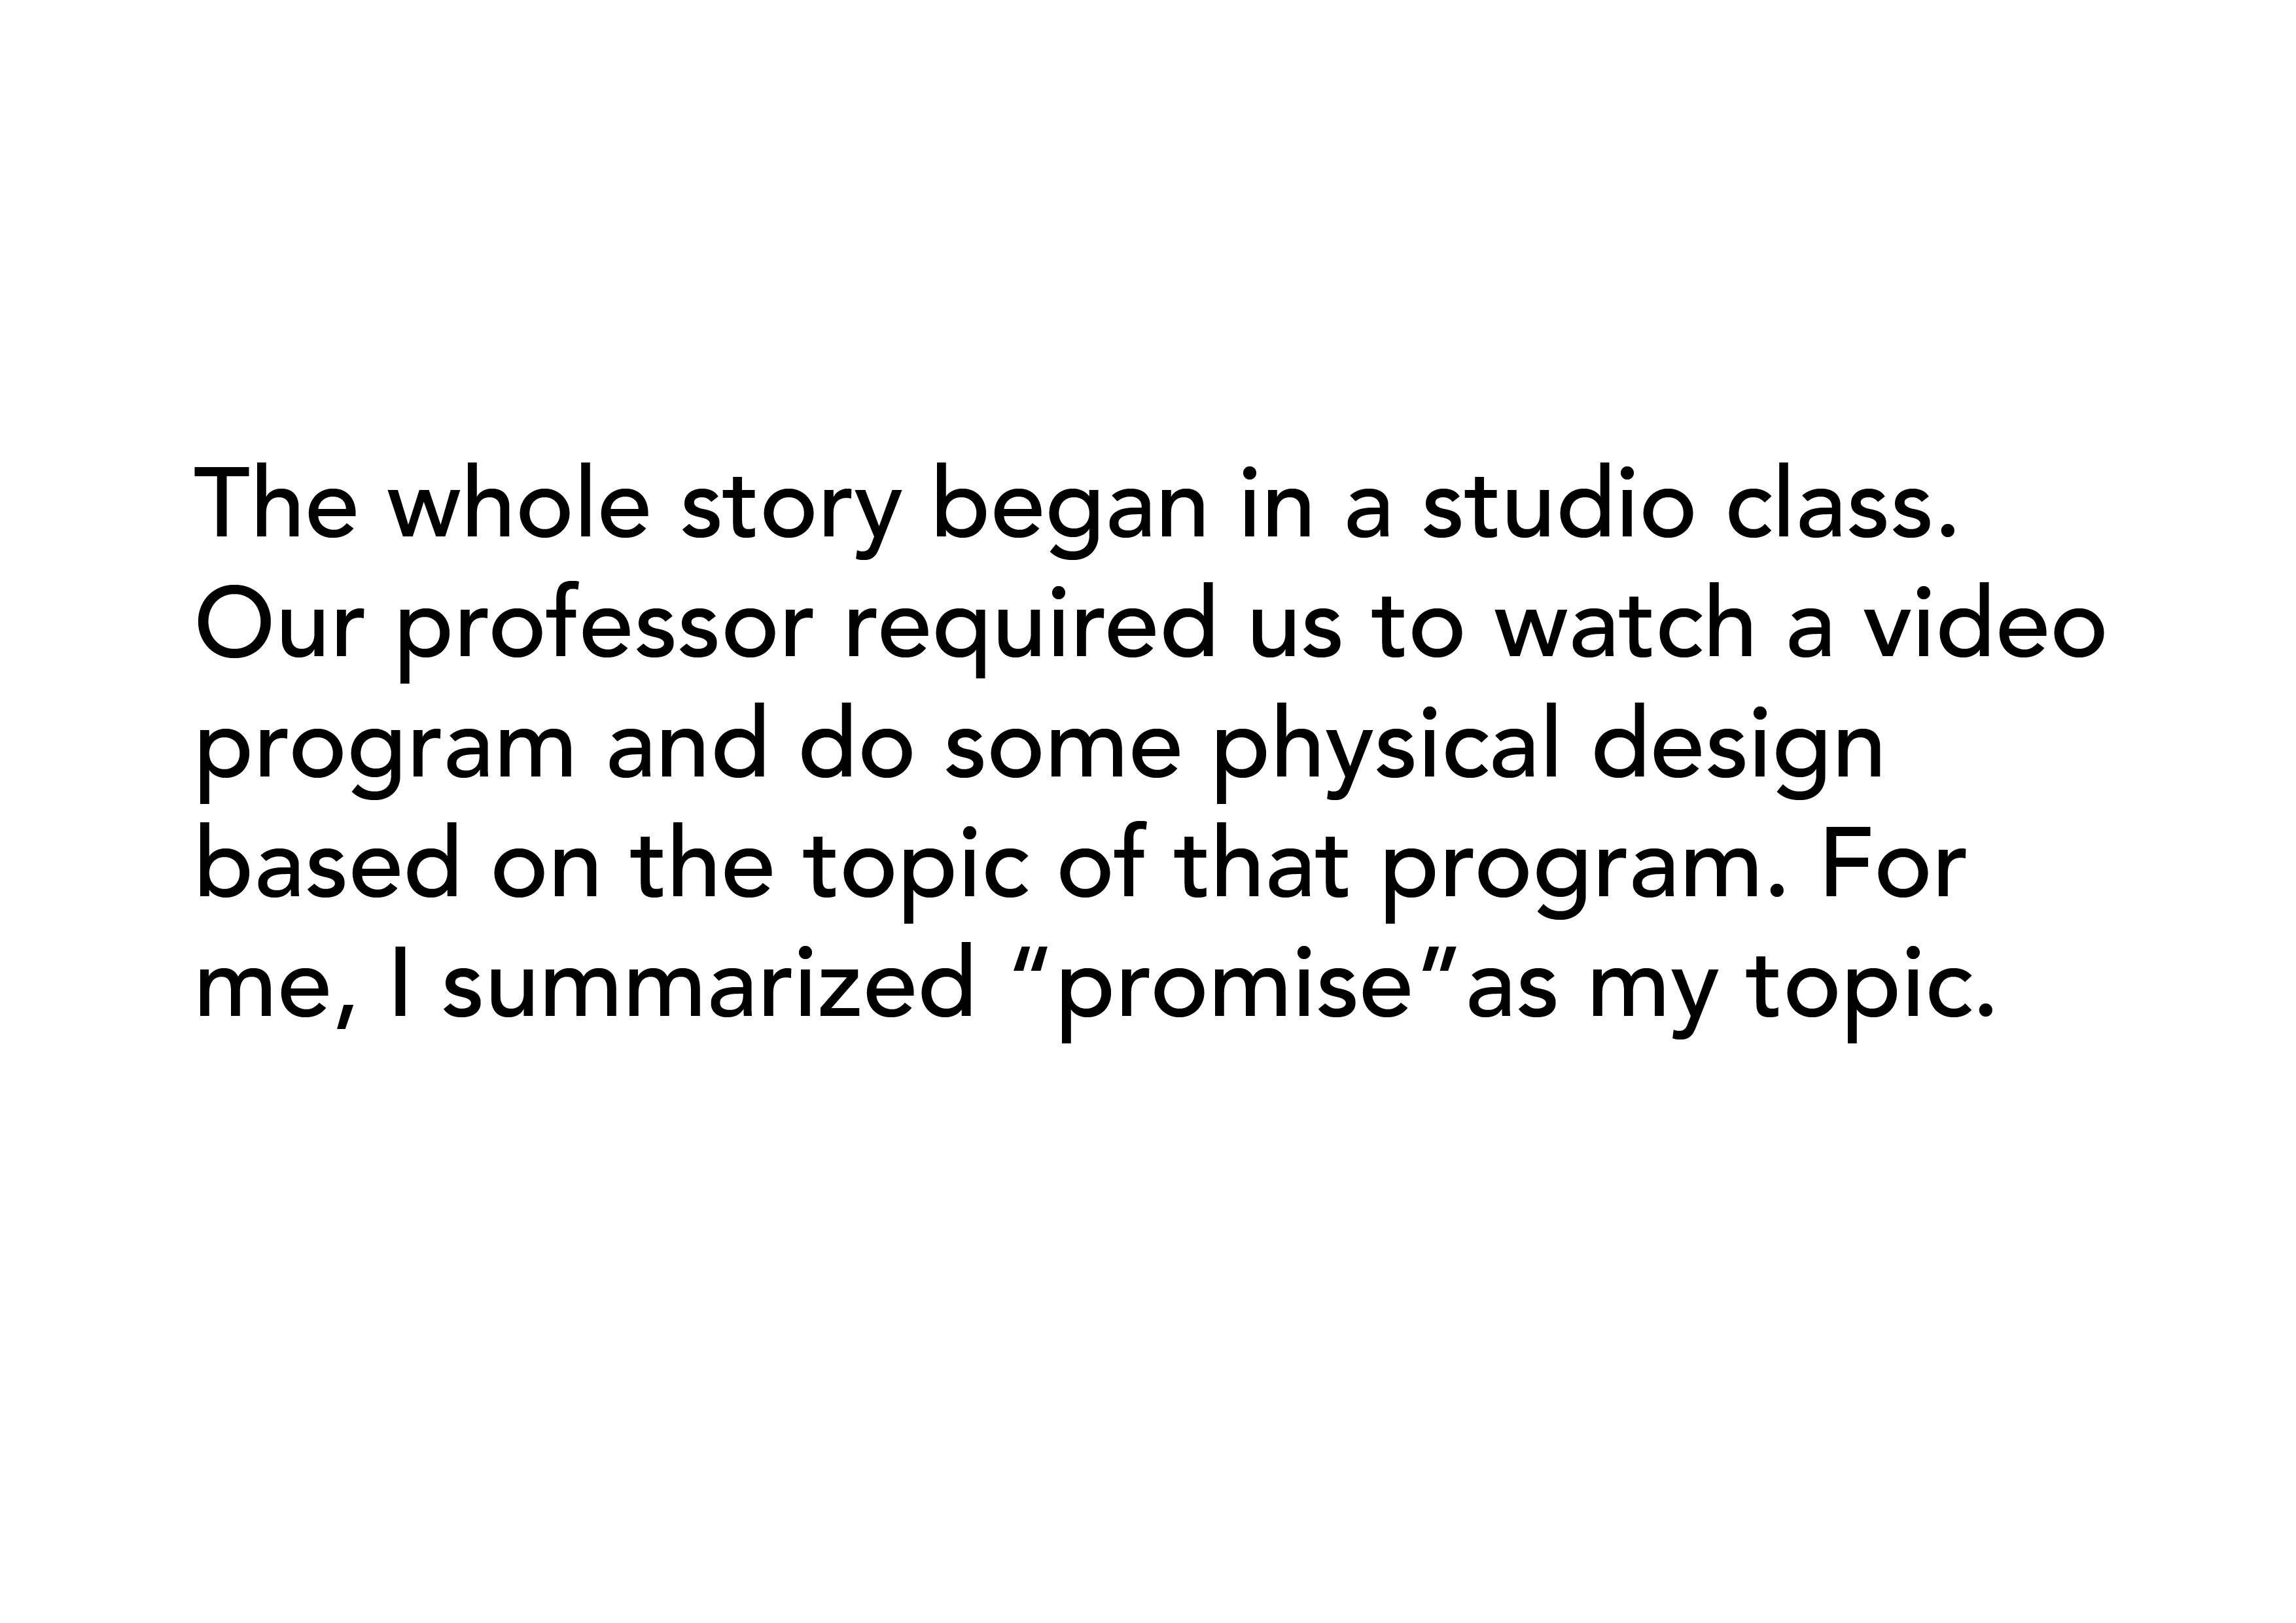 The whole story began in a studio class.
Our professor required us to watch a video
program and do some physical design
based on the topic of that program. For
me, I summarized “promise”as my topic.